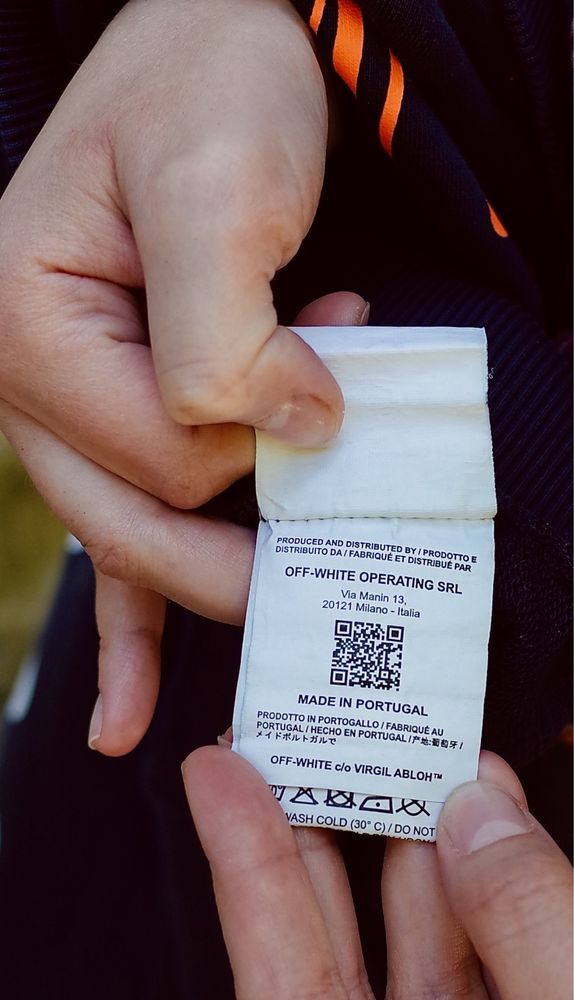 PRODUCED AND DISTRIBUTED BY / PRODOTTO E
DISTRIBUITO DA / FABRIQUÉ ET DISTRIBUÉ PAR
OFF-WHITE OPERATING SRL
Via Manin 13,
20121 Milano - Italia
MADE IN PORTUGAL
PRODOTTO IN PORTOGALLO / FABRIQUÉ AU
PORTUGAL / HECHO EN PORTUGAL /产地:葡萄牙 /
メイドポルトガルで
OFF-WHITE c/o VIRGIL ABLOH™
WASH COLD (30° C) / DO NOT